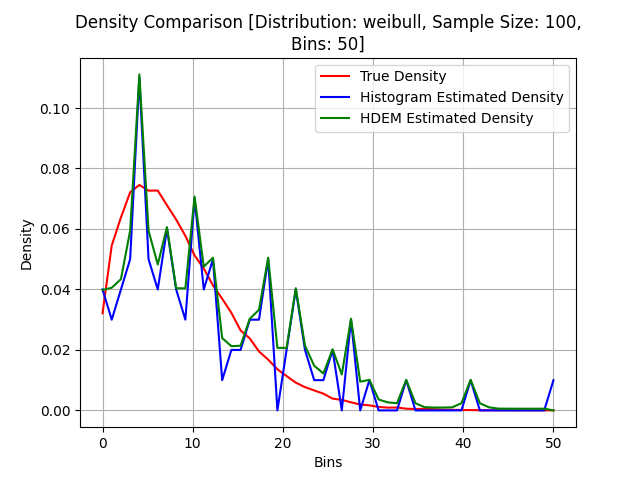 Density Comparison [Distribution: weibull, Sample Size: 100,
Bins: 50]
True Density
Histogram Estimated Density
HDEM Estimated Density
Density
0.10
0.08
0.06
0.04
0.02
0.00
0 10 20 30 40 50
Bins